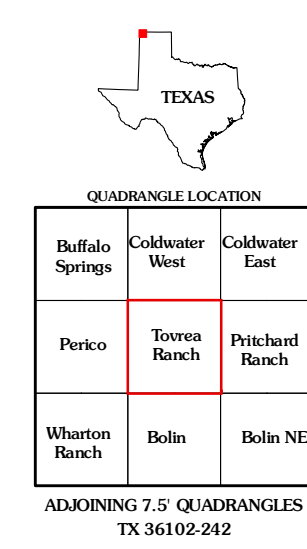 TEXAS
QUADRANGLE LOCATION
Buffalo
Springs
Coldwater
West
Coldwater
East
Perico
Tovrea
Ranch
Pritchard
Ranch
Wharton
Ranch
Bolin
Bolin NE
ADJOINING 7.5' QUADRANGLES
TX 36102-242